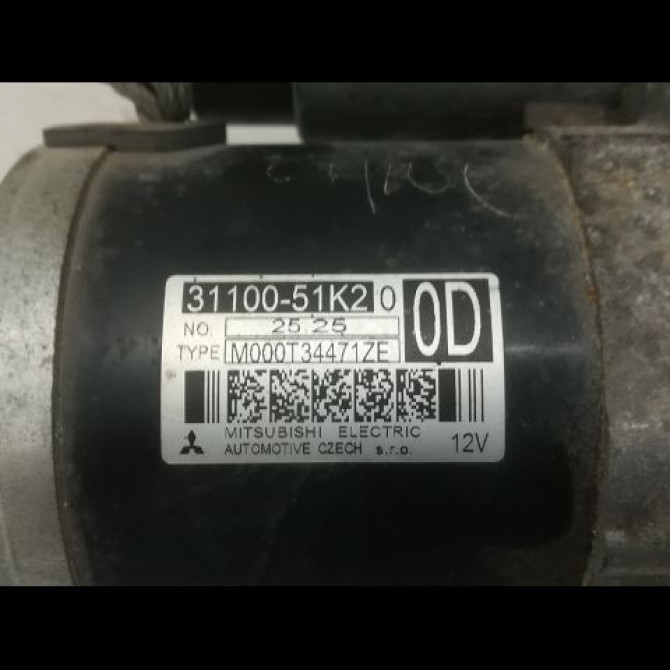 31100-51K2 0
0D
NO. 25 25
TYPE M000T34471ZE
MITSUBISHI ELECTRIC
AUTOMOTIVE CZECH s.r.o. 12V